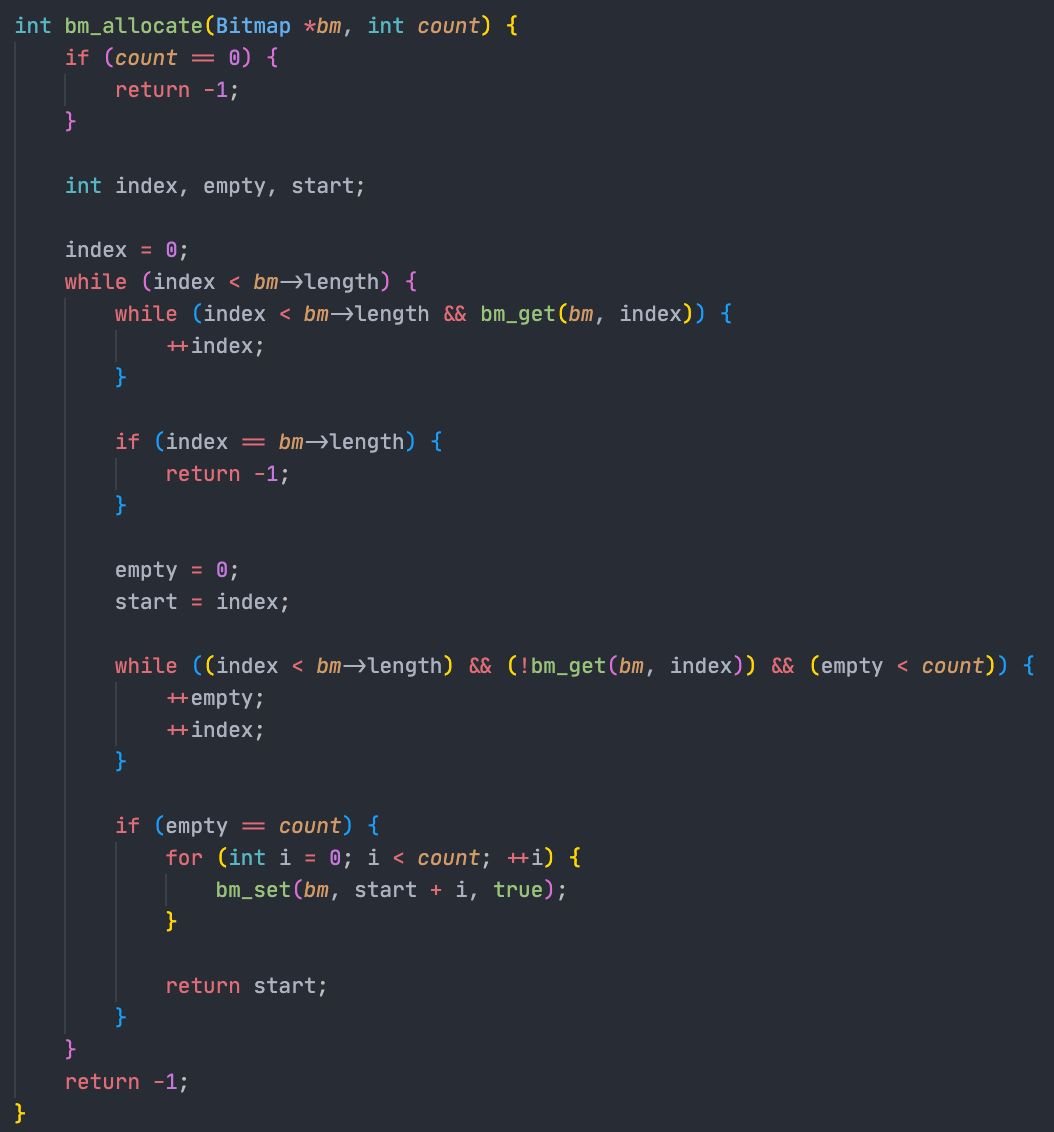 int bm_allocate(Bitmap *bm, int count) {
    if (count == 0) {
        return -1;
    }

    int index, empty, start;

    index = 0;
    while (index < bm->length) {
        while (index < bm->length && bm_get(bm, index)) {
            ++index;
        }

        if (index == bm->length) {
            return -1;
        }

        empty = 0;
        start = index;

        while ((index < bm->length) && (!bm_get(bm, index)) && (empty < count)) {
            ++empty;
            ++index;
        }

        if (empty == count) {
            for (int i = 0; i < count; ++i) {
                bm_set(bm, start + i, true);
            }

            return start;
        }
    }
    return -1;
}